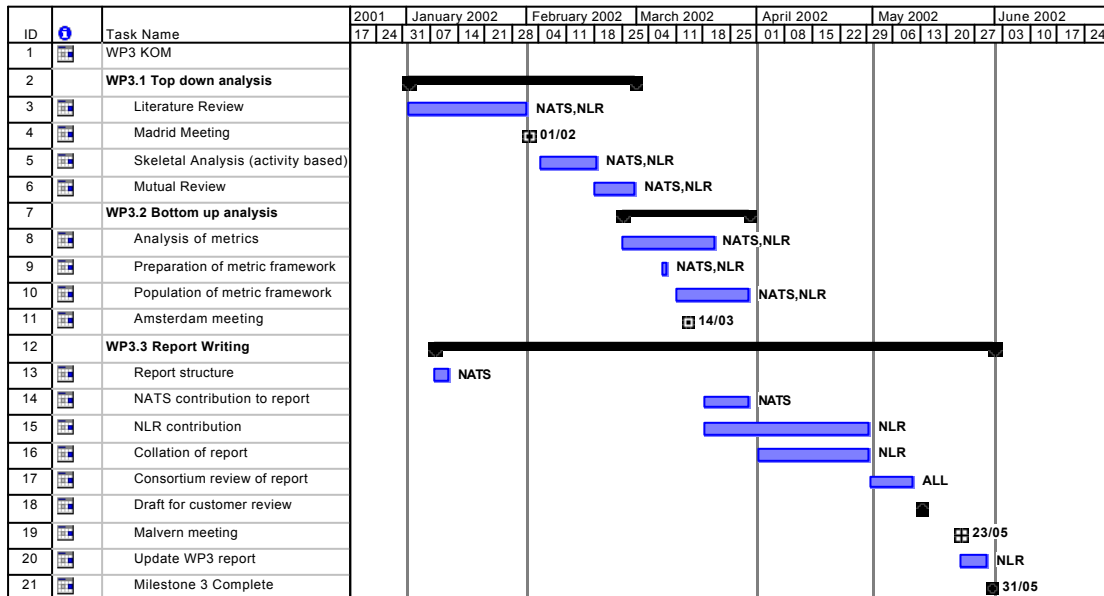 2001 January 2002 February 2002 March 2002 April 2002 May 2002 June 2002
ID Task Name 17 24 31 07 14 21 28 04 11 18 25 04 11 18 25 01 08 15 22 29 06 13 20 27 03 10 17 24
1 WP3 KOM
2 WP3.1 Top down analysis
3 Literature Review NATS,NLR
4 Madrid Meeting 01/02
5 Skeletal Analysis (activity based) NATS,NLR
6 Mutual Review NATS,NLR
7 WP3.2 Bottom up analysis
8 Analysis of metrics NATS,NLR
9 Preparation of metric framework NATS,NLR
10 Population of metric framework NATS,NLR
11 Amsterdam meeting 14/03
12 WP3.3 Report Writing
13 Report structure NATS
14 NATS contribution to report NATS
15 NLR contribution NLR
16 Collation of report NLR
17 Consortium review of report ALL
18 Draft for customer review
19 Malvern meeting 23/05
20 Update WP3 report NLR
21 Milestone 3 Complete 31/05